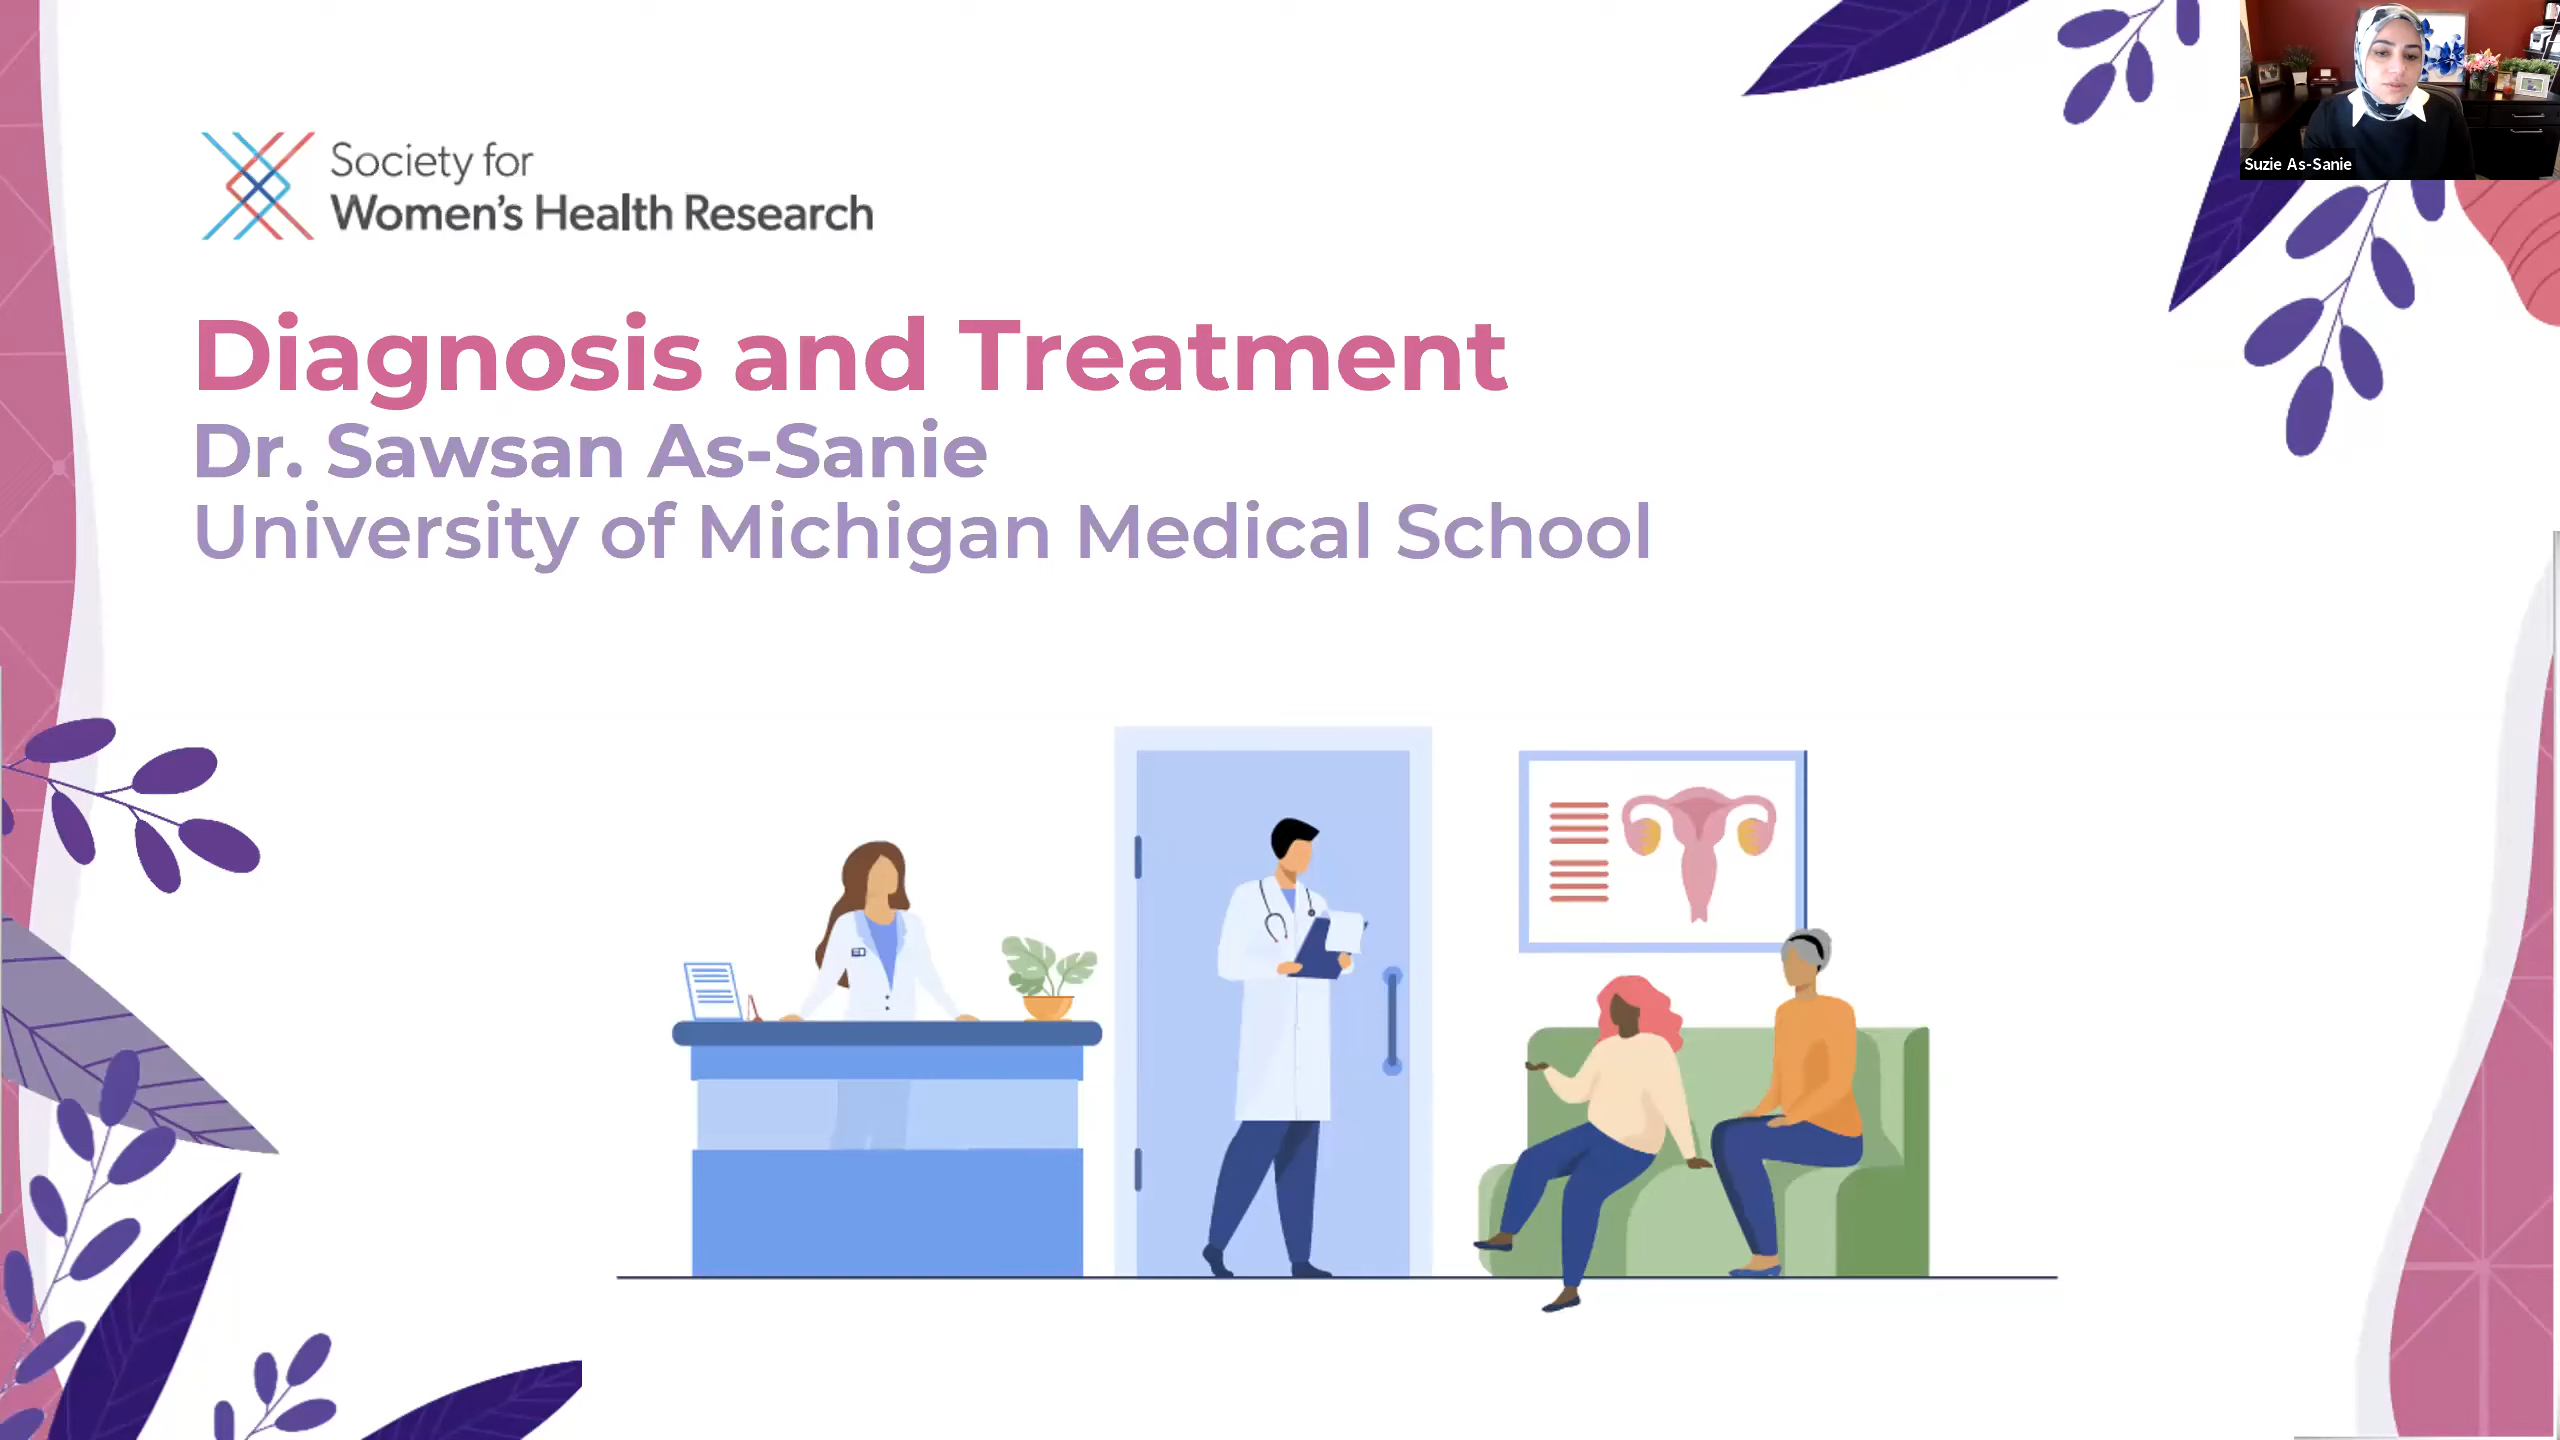 Society for
Women's Health Research
Diagnosis and Treatment
Dr. Sawsan As-Sanie
University of Michigan Medical School
Suzie As-Sanie